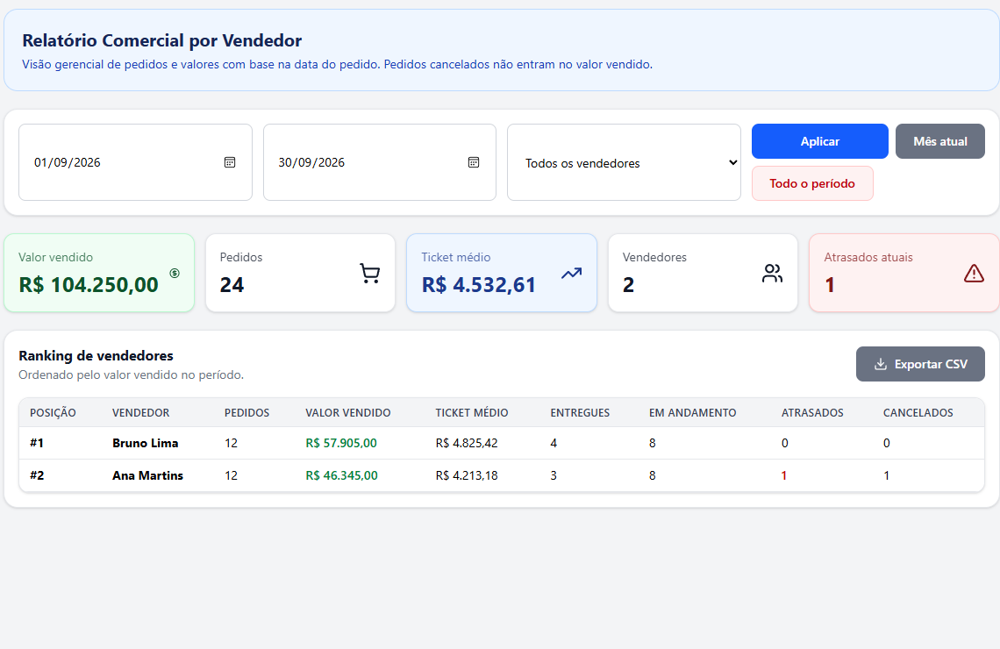 Relatório Comercial por Vendedor
Visão gerencial de pedidos e valores com base na data do pedido. Pedidos cancelados não entram no valor vendido.
01/09/2026 30/09/2026 Todos os vendedores Aplicar Mês atual
Todo o período
Valor vendido Pedidos Ticket médio Vendedores Atrasados atuais
R$ 104.250,00 24 R$ 4.532,61 2 1
Ranking de vendedores
Ordenado pelo valor vendido no período.
Exportar CSV
POSIÇÃO VENDEDOR PEDIDOS VALOR VENDIDO TICKET MÉDIO ENTREGUES EM ANDAMENTO ATRASADOS CANCELADOS
#1 Bruno Lima 12 R$ 57.905,00 R$ 4.825,42 4 8 0 0
#2 Ana Martins 12 R$ 46.345,00 R$ 4.213,18 3 8 1 1